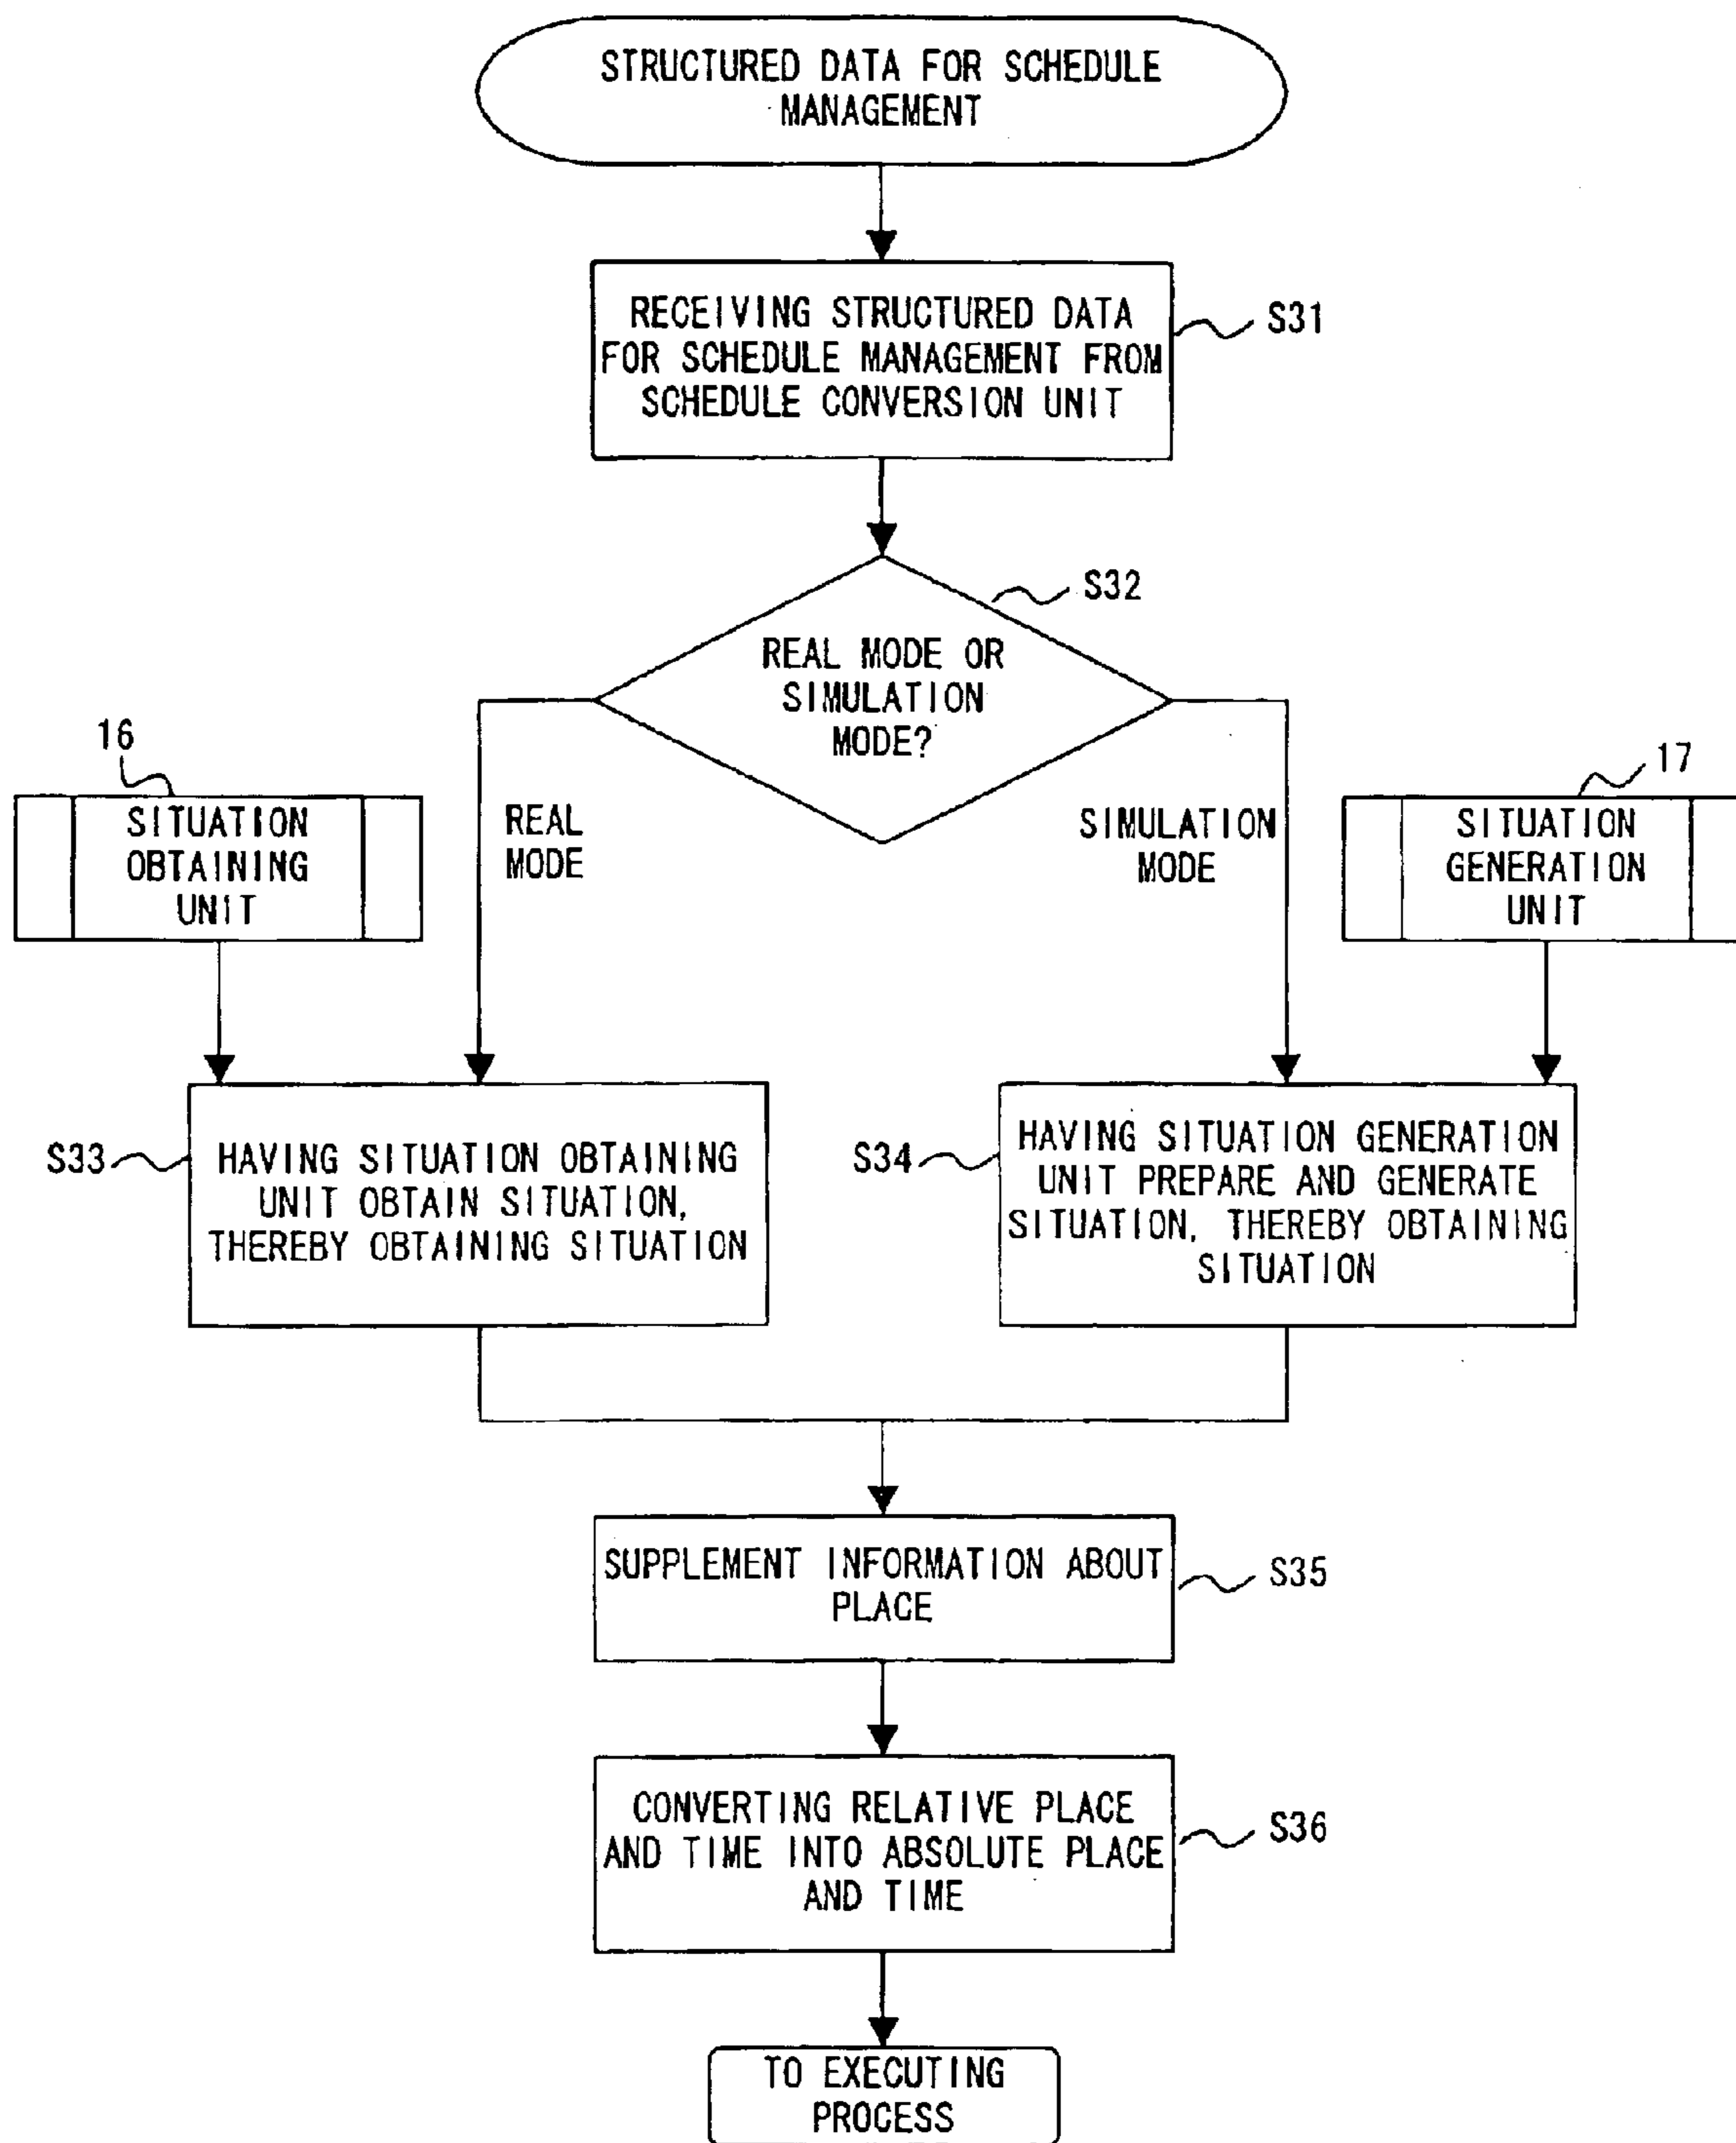 STRUCTURED DATA FOR SCHEDULE
MANAGEMENT
RECEIVING STRUCTURED DATA
FOR SCHEDULE MANAGEMENT FROM
SCHEDULE CONVERSION UNIT
S31
S32
REAL MODE OR
SIMULATION
MODE?
16
SITUATION
OBTAINING
UNIT
REAL
MODE
SIMULATION
MODE
17
SITUATION
GENERATION
UNIT
S33
HAVING SITUATION OBTAINING
UNIT OBTAIN SITUATION,
THEREBY OBTAINING SITUATION
S34
HAVING SITUATION GENERATION
UNIT PREPARE AND GENERATE
SITUATION, THEREBY OBTAINING
SITUATION
SUPPLEMENT INFORMATION ABOUT
PLACE
S35
CONVERTING RELATIVE PLACE
AND TIME INTO ABSOLUTE PLACE
AND TIME
S36
TO EXECUTING
PROCESS